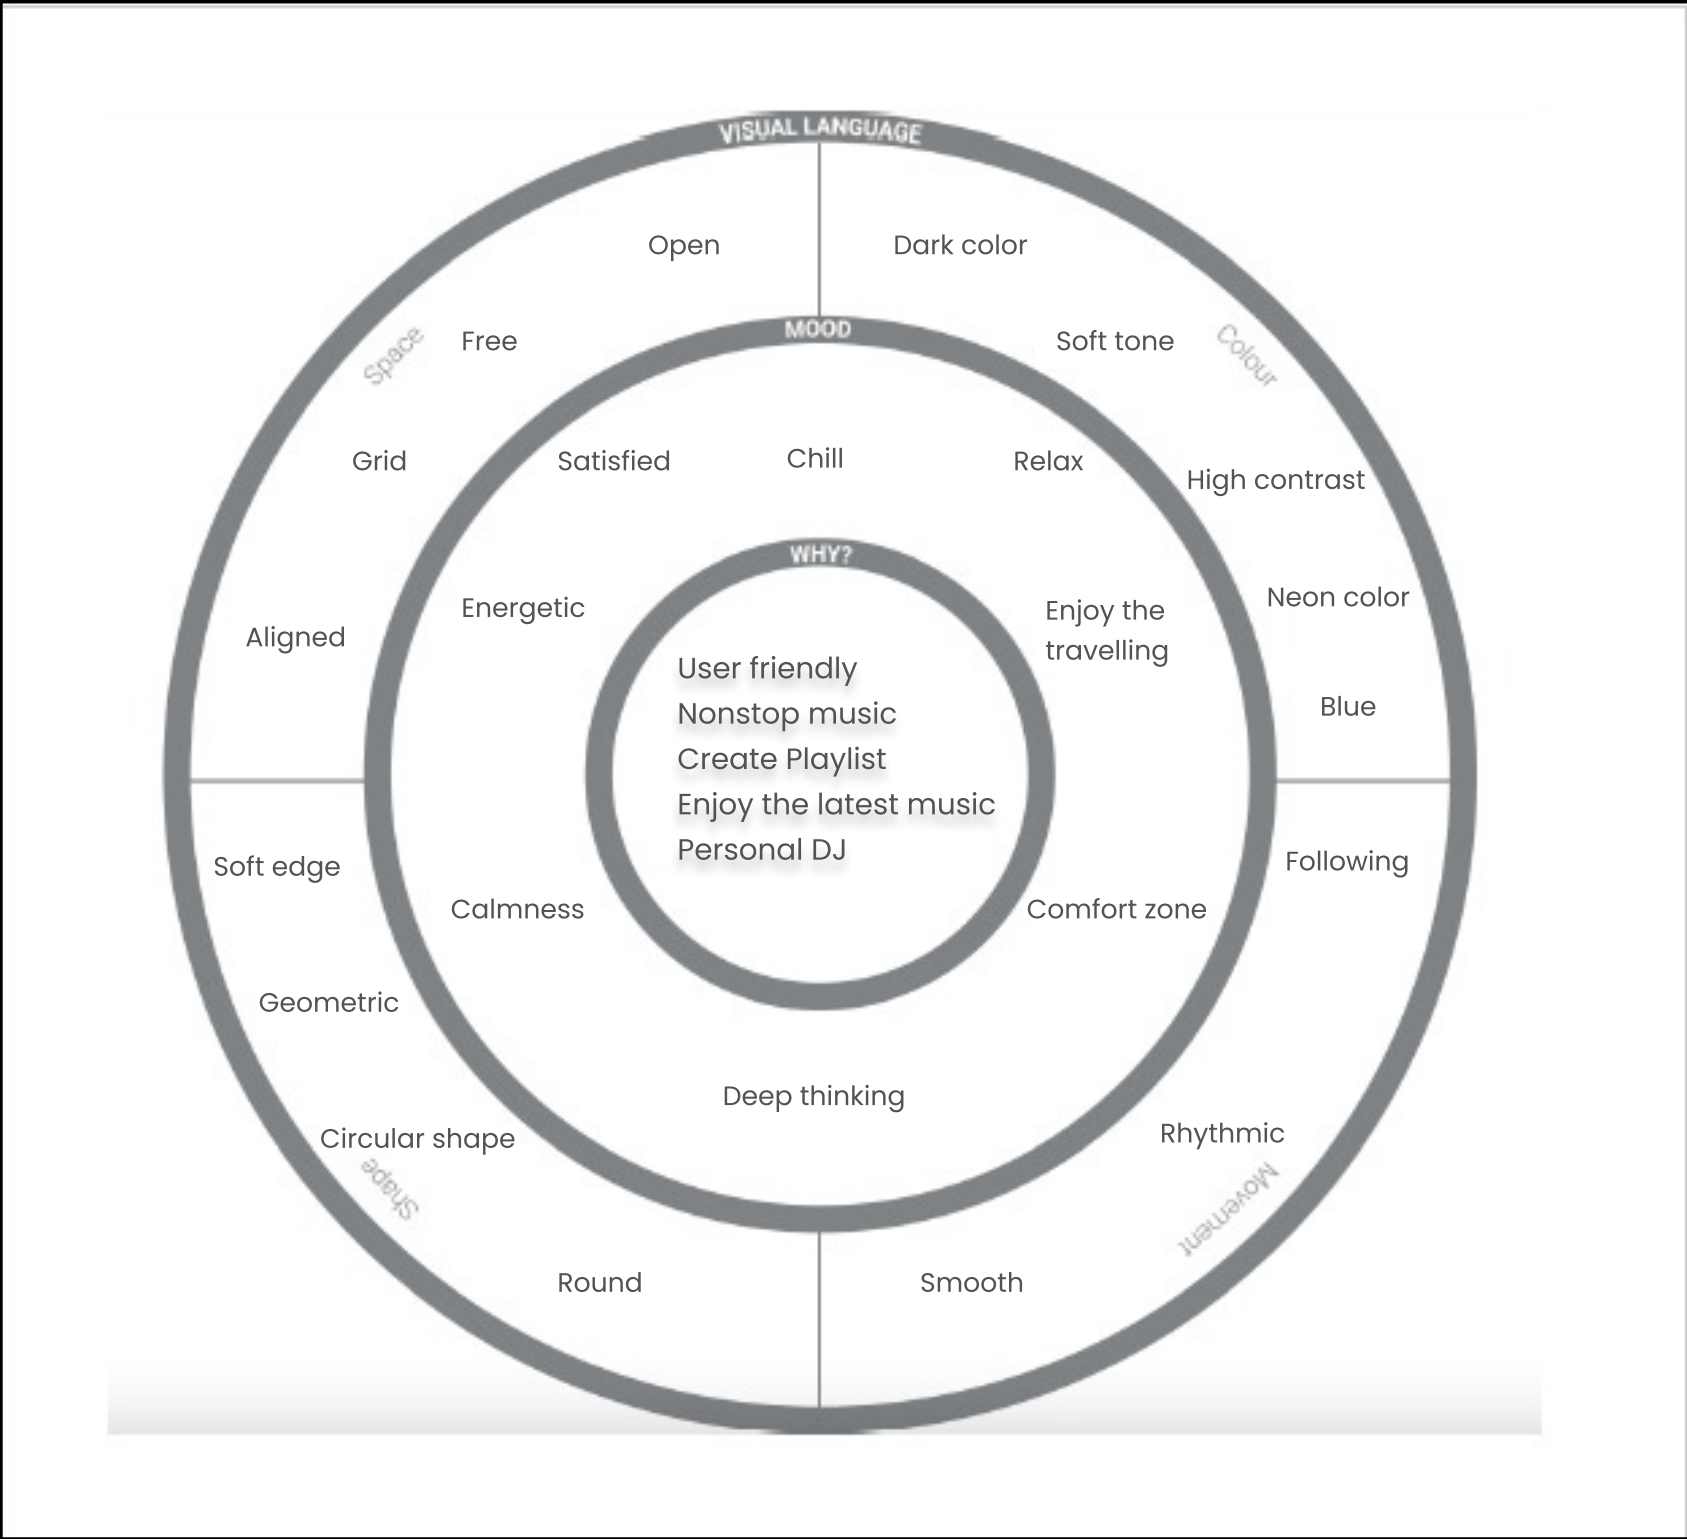 VISUAL LANGUAGE
Open
Dark color
Space
Free
Soft tone
Colour
MOOD
Grid
Satisfied
Chill
Relax
High contrast
WHY?
Energetic
Enjoy the
travelling
Neon color
Aligned
User friendly
Nonstop music
Create Playlist
Enjoy the latest music
Personal DJ
Blue
Soft edge
Following
Calmness
Comfort zone
Geometric
Deep thinking
Circular shape
Rhythmic
Shape
Movement
Round
Smooth